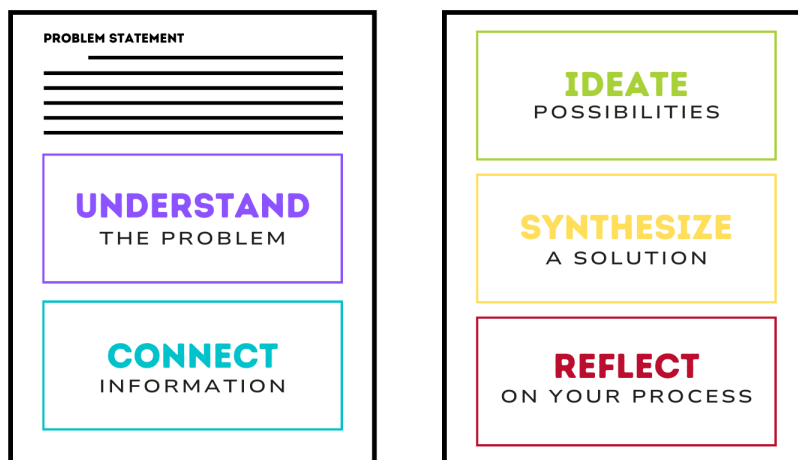 PROBLEM STATEMENT
UNDERSTAND
THE PROBLEM
CONNECT
INFORMATION
IDEATE
POSSIBILITIES
SYNTHESIZE
A SOLUTION
REFLECT
ON YOUR PROCESS